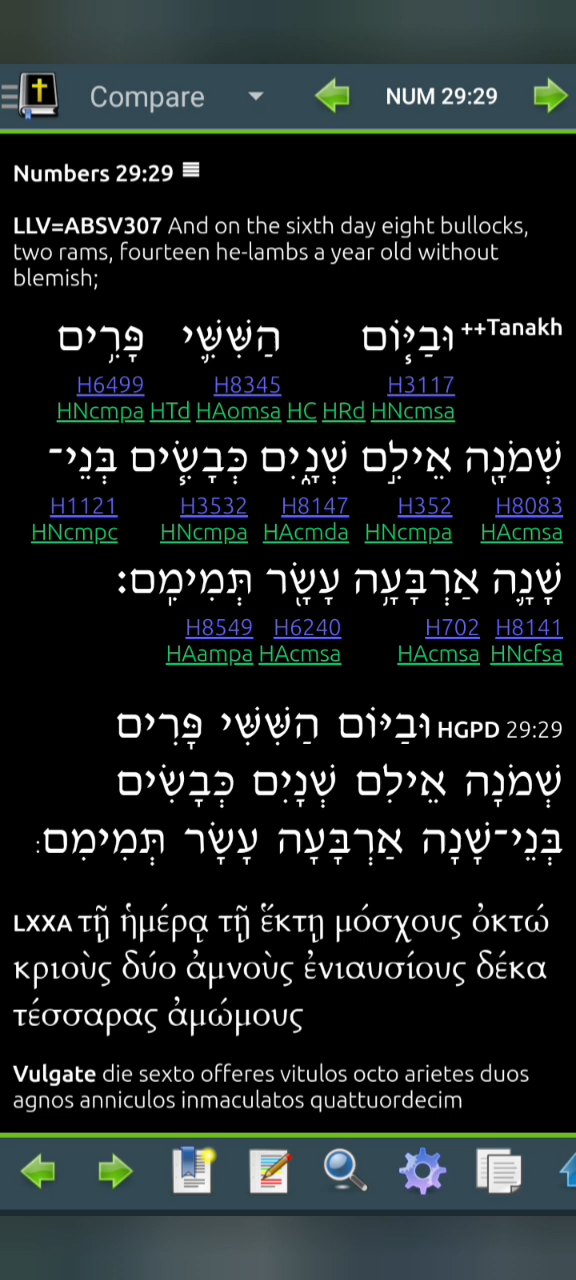 Compare
NUM 29:29
Numbers 29:29
LLV=ABSV307 And on the sixth day eight bullocks,
two rams, fourteen he-lambs a year old without
blemish;
++Tanakh וּבַיּ֧וֹם הַשִּׁשִּׁ֛י פָּרִ֥ים
H6499 H8345 H3117
HNcmpa HTd HAomsa HC HRd HNcmsa
שְׁמֹנָ֖ה אֵילִ֣ם שְׁנָ֑יִם כְּבָשִׂ֧ים בְּנֵי־
H1121 H3532 H8147 H352 H8083
HNcmpc HNcmpa HAcmda HNcmpa HAcmsa
שָׁנָ֛ה אַרְבָּעָ֥ה עָשָׂ֖ר תְּמִימִֽם׃
H8549 H6240 H702 H8141
HAampa HAcmsa HAcmsa HNcfsa
HGPD 29:29 וּבַיּוֹם הַשִּׁשִּׁי פָּרִים
שְׁמֹנָה אֵילִם שְׁנָיִם כְּבָשִׂים
בְּנֵי־שָׁנָה אַרְבָּעָה עָשָׂר תְּמִימִם׃
LXXA τῇ ἡμέρᾳ τῇ ἕκτῃ μόσχους ὀκτώ
κριοὺς δύο ἀμνοὺς ἐνιαυσίους δέκα
τέσσαρας ἀμώμους
Vulgate die sexto offeres vitulos octo arietes duos
agnos anniculos inmaculatos quattuordecim